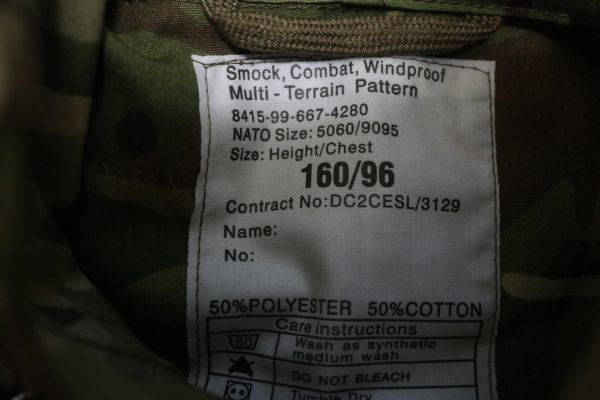 Smock, Combat, Windproof
Multi - Terrain Pattern
8415-99-667-4280
NATO Size: 5060/9095
Size: Height/Chest
160/96
Contract No:DC2CESL/3129
Name:
No:
50%POLYESTER 50%COTTON
Care instructions
60
Wash as synthetic
medium wash
DO NOT BLEACH
Tumble Dry